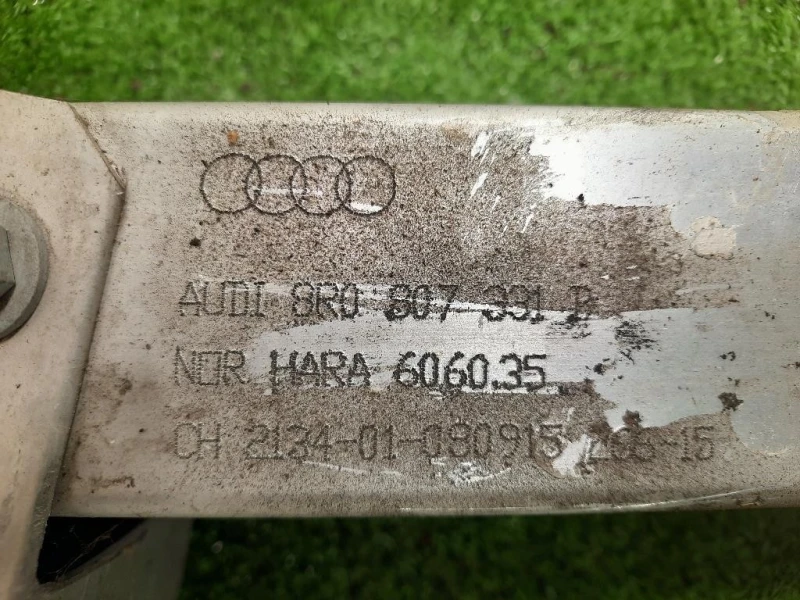 AUDI 8R0 807 331 B
NOR HARA 6060.35
CH 2134-01-080915